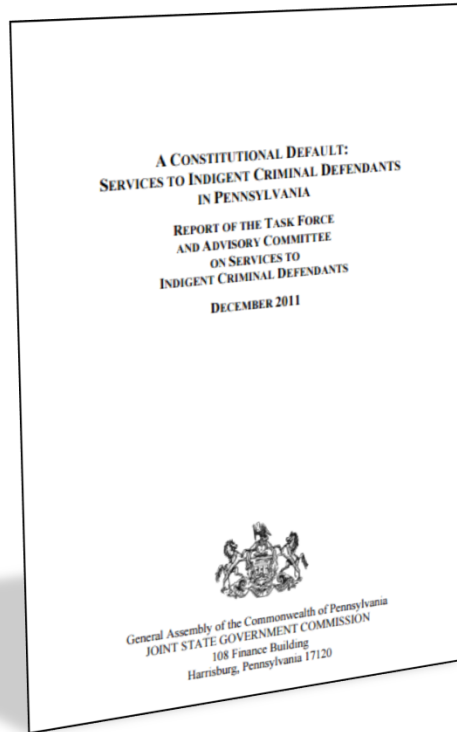 A CONSTITUTIONAL DEFAULT:
SERVICES TO INDIGENT CRIMINAL DEFENDANTS
IN PENNSYLVANIA
REPORT OF THE TASK FORCE
AND ADVISORY COMMITTEE
ON SERVICES TO
INDIGENT CRIMINAL DEFENDANTS
DECEMBER 2011
General Assembly of the Commonwealth of Pennsylvania
JOINT STATE GOVERNMENT COMMISSION
108 Finance Building
Harrisburg, Pennsylvania 17120